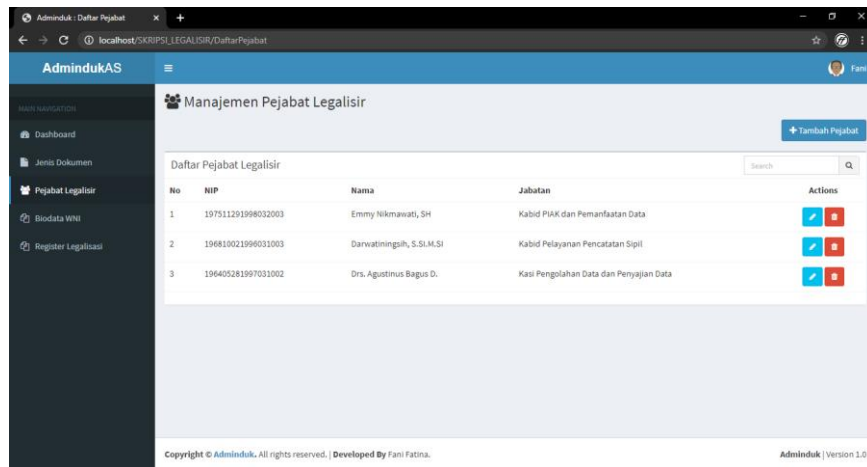 Adminduk : Daftar Pejabat
localhost/SKRIPSI_LEGALISIR/DaftarPejabat
AdmindukAS
Fani
MAIN NAVIGATION
Manajemen Pejabat Legalisir
Dashboard
Tambah Pejabat
Jenis Dokumen
Daftar Pejabat Legalisir
Search
Pejabat Legalisir
No NIP Nama Jabatan Actions
1 197511291998032003 Emmy Nikmawati, SH Kabid PIAK dan Pemanfaatan Data
Biodata WNI
2 196810021996031003 Darwatiningsih, S.SI.M.SI Kabid Pelayanan Pencatatan Sipil
Register Legalisasi
3 196405281997031002 Drs. Agustinus Bagus D. Kasi Pengolahan Data dan Penyajian Data
Copyright © Adminduk. All rights reserved. | Developed By Fani Fatina.
Adminduk | Version 1.0